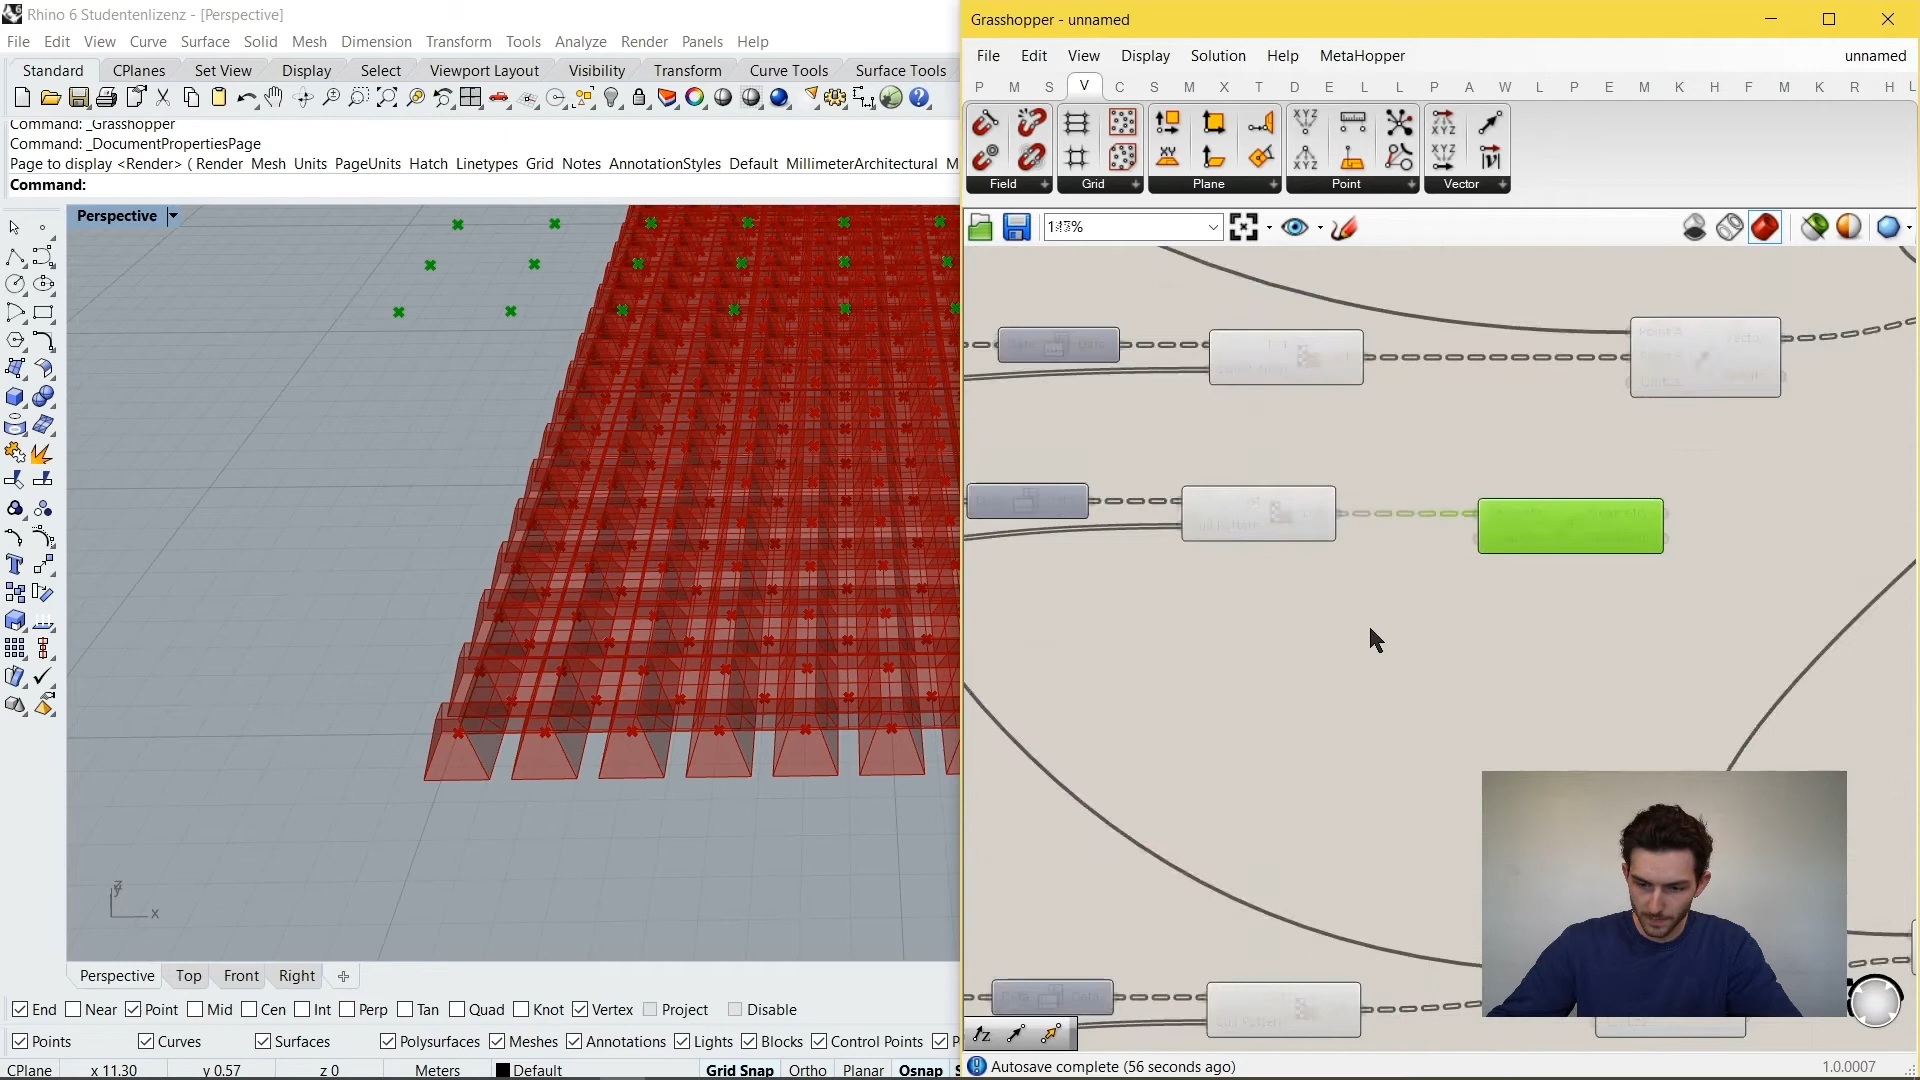 Rhino 6 Studentenlizenz - [Perspective]
File Edit View Curve Surface Solid Mesh Dimension Transform Tools Analyze Render Panels Help
Standard CPlanes Set View Display Select Viewport Layout Visibility Transform Curve Tools Surface Tools
Command: _Grasshopper
Command: _DocumentPropertiesPage
Page to display <Render> ( Render Mesh Units PageUnits Hatch Linetypes Grid Notes AnnotationStyles Default MillimeterArchitectural M
Command:
Perspective
z
x
Perspective Top Front Right
End Near Point Mid Cen Int Perp Tan Quad Knot Vertex Project Disable
Points Curves Surfaces Polysurfaces Meshes Annotations Lights Blocks Control Points P
CPlane x 11.30 y 0.57 z 0 Meters Default Grid Snap Ortho Planar Osnap S
Grasshopper - unnamed
File Edit View Display Solution Help MetaHopper unnamed
P M S V C S M X T D E L L P A W L P E M K H F M K R H L
XYZ XYZ
XY XYZ XYZ
Field Grid Plane Point Vector
Autosave complete (56 seconds ago) 1.0.0007